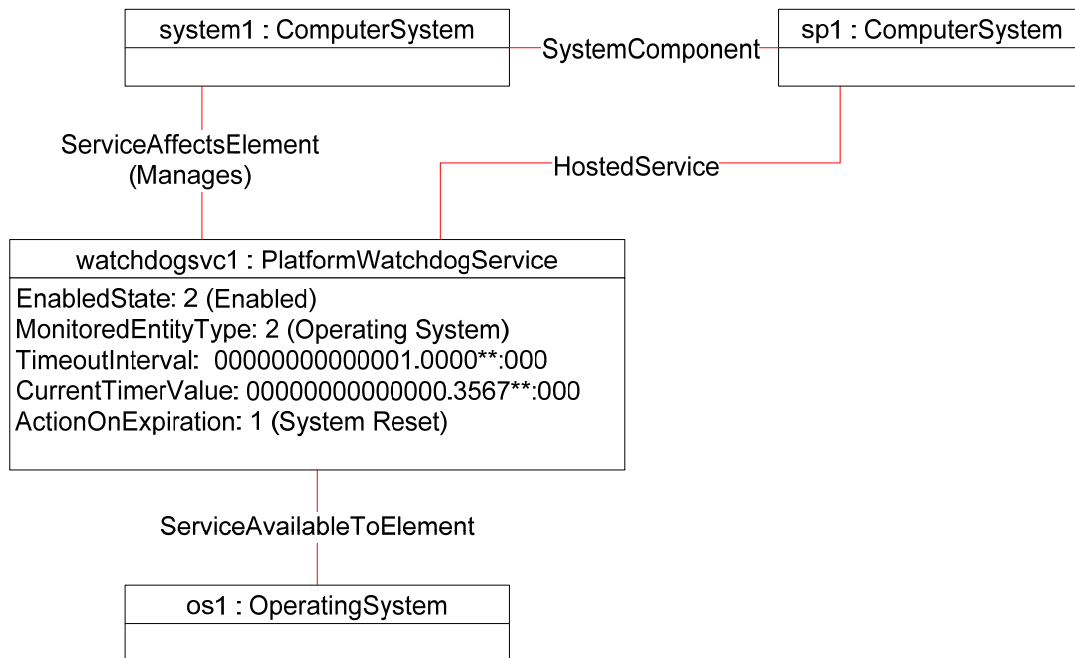 system1 : ComputerSystem
SystemComponent
sp1 : ComputerSystem
ServiceAffectsElement
(Manages)
HostedService
watchdogsvc1 : PlatformWatchdogService
EnabledState: 2 (Enabled)
MonitoredEntityType: 2 (Operating System)
TimeoutInterval: 00000000000001.0000**:000
CurrentTimerValue: 00000000000000.3567**:000
ActionOnExpiration: 1 (System Reset)
ServiceAvailableToElement
os1 : OperatingSystem